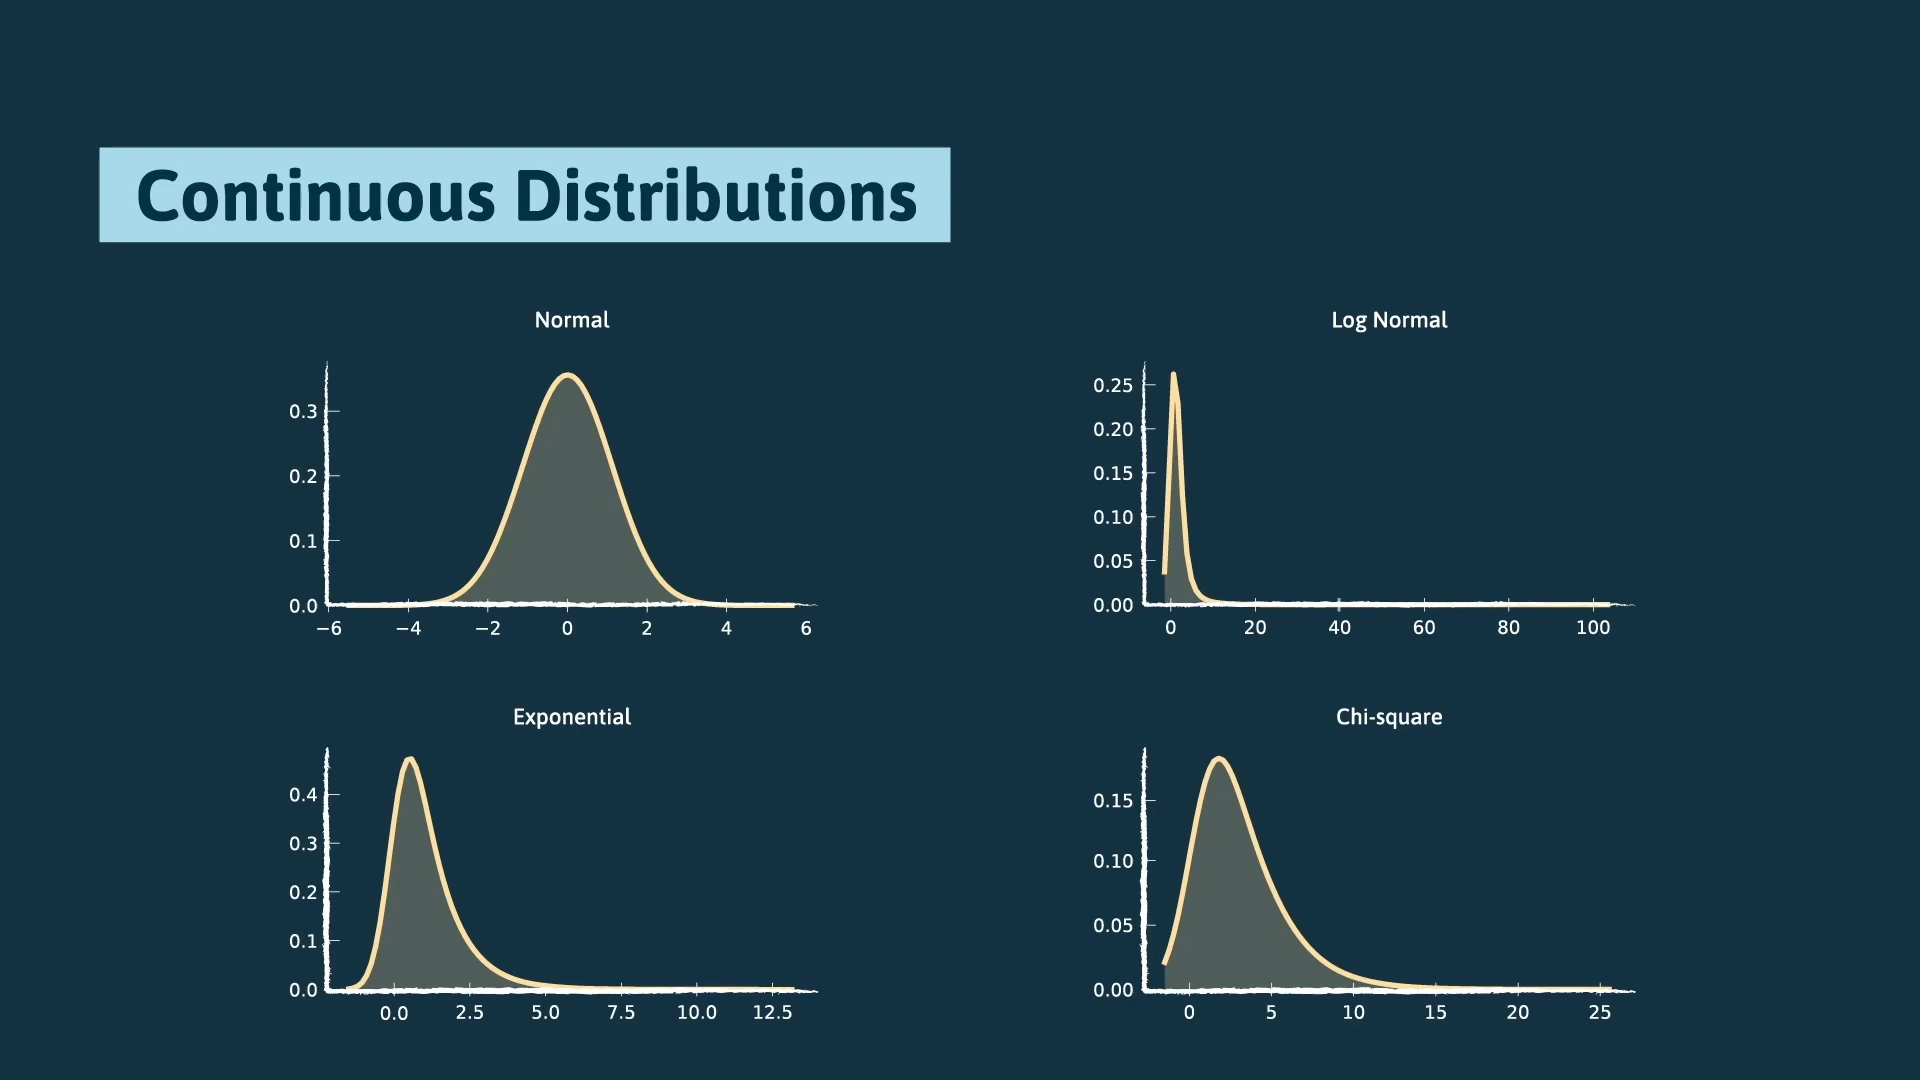 Continuous Distributions
Normal
0.3
0.2
0.1
0.0
−6 −4 −2 0 2 4 6
Log Normal
0.25
0.20
0.15
0.10
0.05
0.00
0 20 40 60 80 100
Exponential
0.4
0.3
0.2
0.1
0.0
0.0 2.5 5.0 7.5 10.0 12.5
Chi-square
0.15
0.10
0.05
0.00
0 5 10 15 20 25